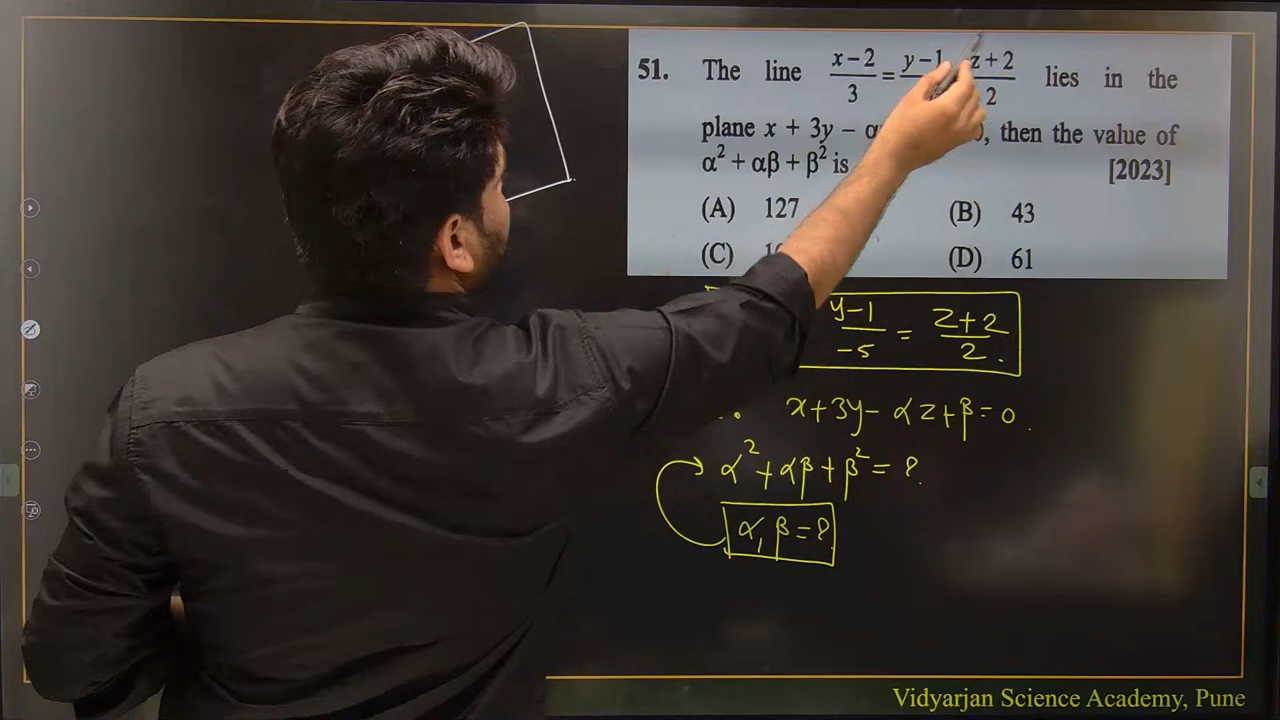 51. The line x-2/3 = y-1 z+2/2 lies in the
plane x + 3y - α 0, then the value of
α² + αβ + β² is [2023]
(A) 127 (B) 43
(C) (D) 61
y-1/-5 = z+2/2.
x+3y-αz+β=0.
α²+αβ+β²=?
α, β=?
Vidyarjan Science Academy, Pune